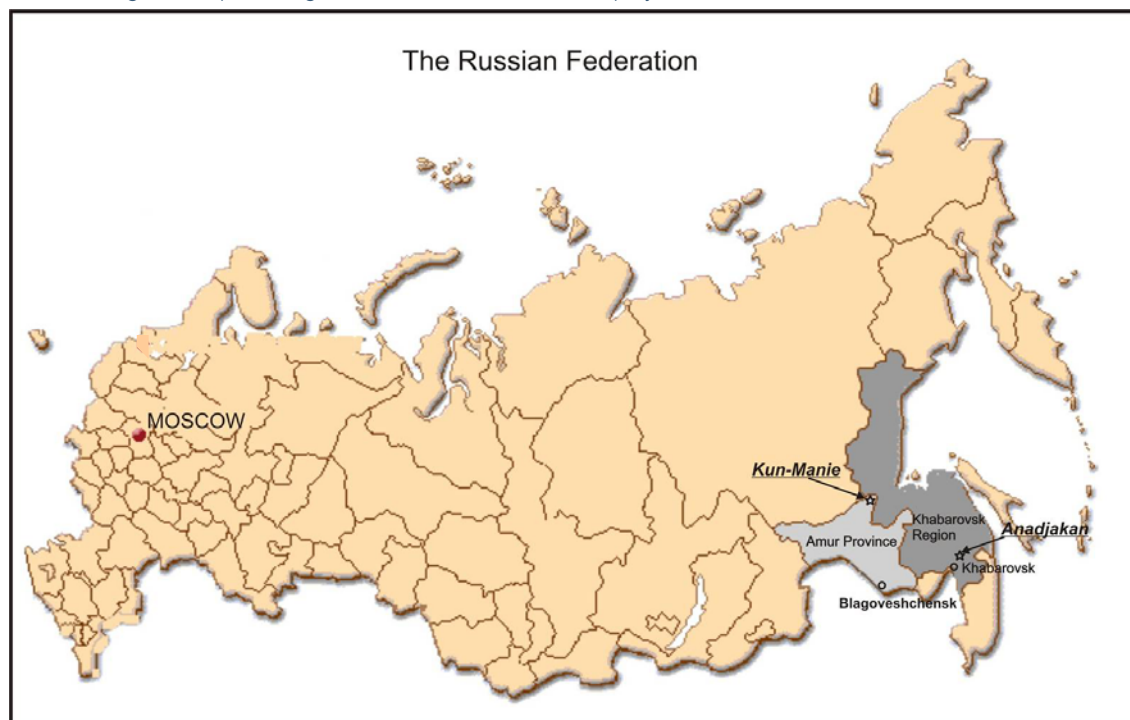 The Russian Federation
MOSCOW
Kun-Manie
Khabarovsk
Region
Anadjakan
Amur Province
Khabarovsk
Blagoveshchensk